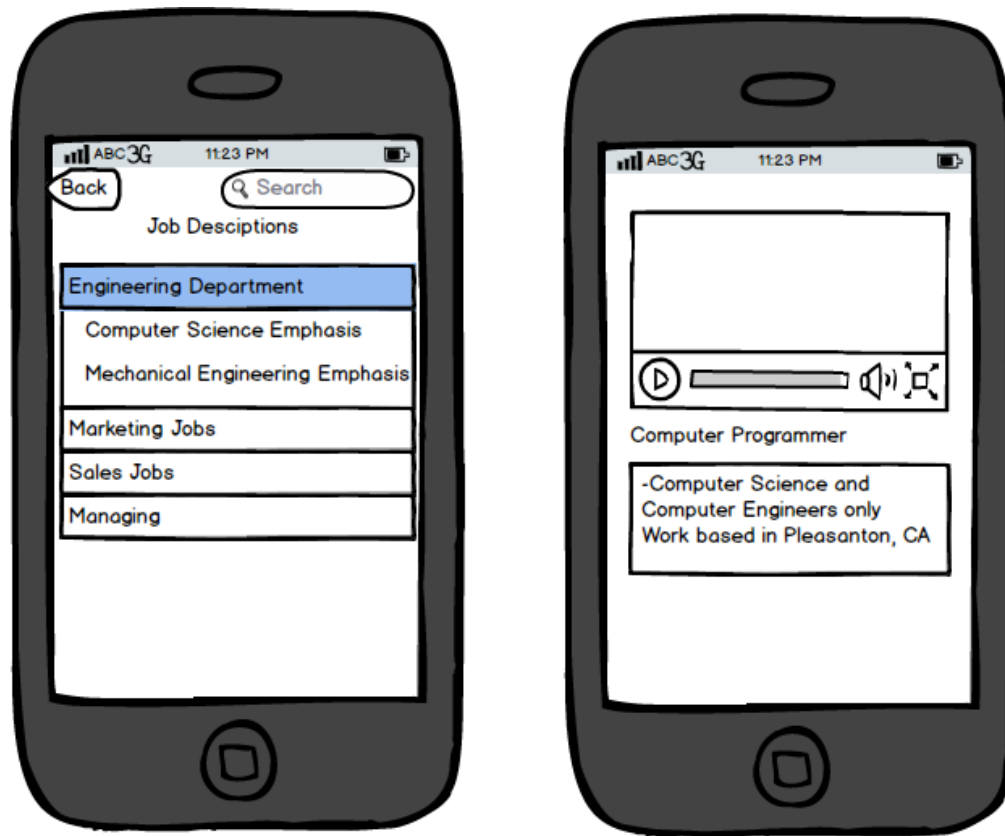 ABC 3G 11:23 PM
Back
Search
Job Desciptions
Engineering Department
Computer Science Emphasis
Mechanical Engineering Emphasis
Marketing Jobs
Sales Jobs
Managing
ABC 3G 11:23 PM
Computer Programmer
-Computer Science and
Computer Engineers only
Work based in Pleasanton, CA